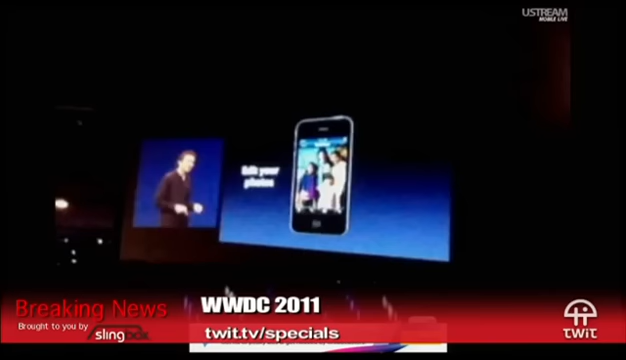 USTREAM
MOBILE LIVE
Edit your
photos
Breaking News
WWDC 2011
Brought to you by slingbox
twit.tv/specials
TWiT